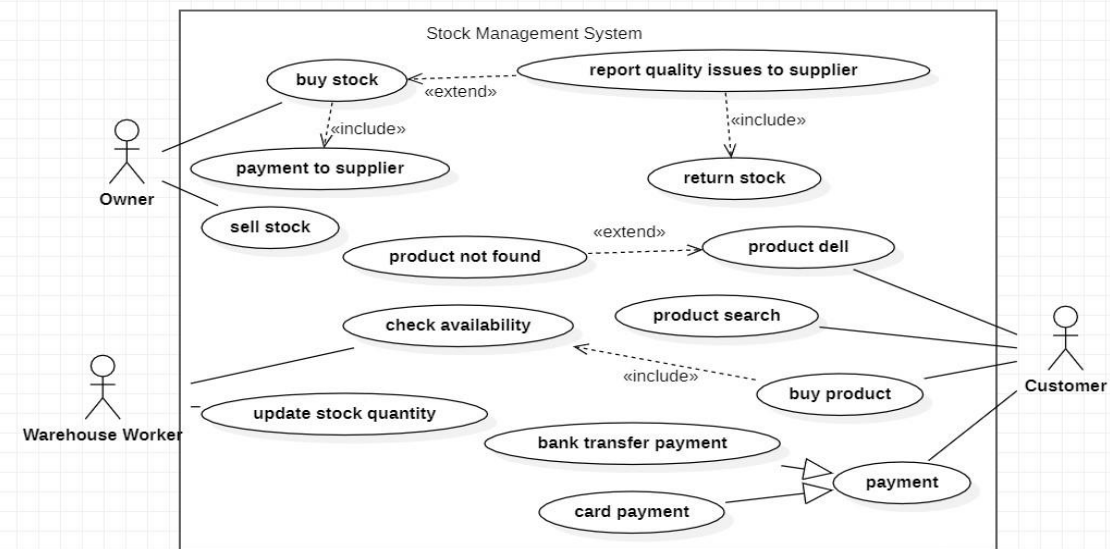 Stock Management System
buy stock
report quality issues to supplier
«extend»
«include»
«include»
payment to supplier
return stock
Owner
sell stock
«extend»
product dell
product not found
product search
check availability
«include»
buy product
Customer
update stock quantity
Warehouse Worker
bank transfer payment
payment
card payment